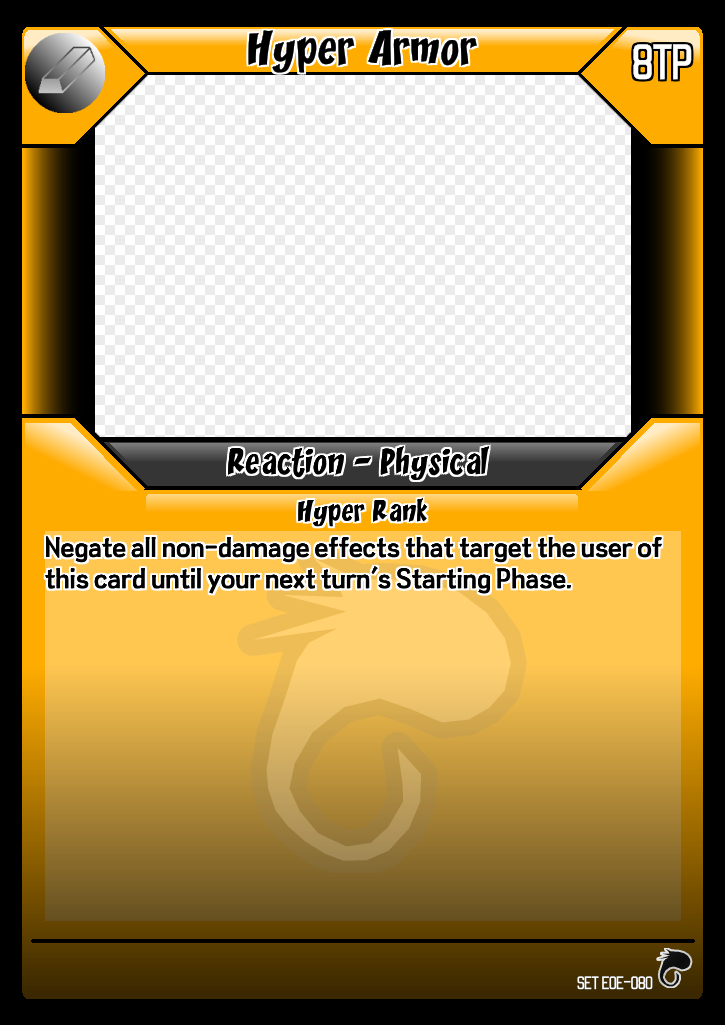 Hyper Armor
8TP
Reaction - Physical
Hyper Rank
Negate all non-damage effects that target the user of
this card until your next turn's Starting Phase.
SET EOE-080